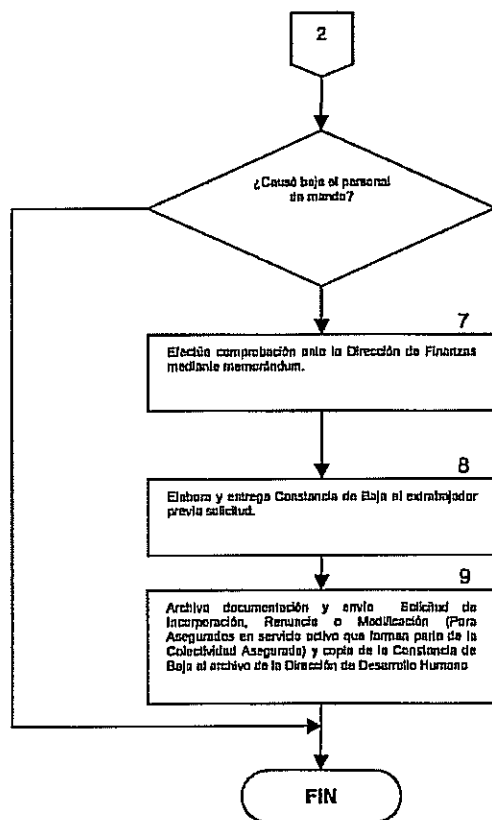 2
¿Causó baja el personal
de mando?
7
Efectúa comprobación ante la Dirección de Finanzas
mediante memorándum.
8
Elabora y entrega Constancia de Baja al extrabajador
previa solicitud.
9
Archiva documentación y envía Solicitud de
Incorporación, Renuncia o Modificación (Para
Asegurados en servicio activo que forman parte de la
Colectividad Asegurada) y copia de la Constancia de
Baja al archivo de la Dirección de Desarrollo Humano
FIN